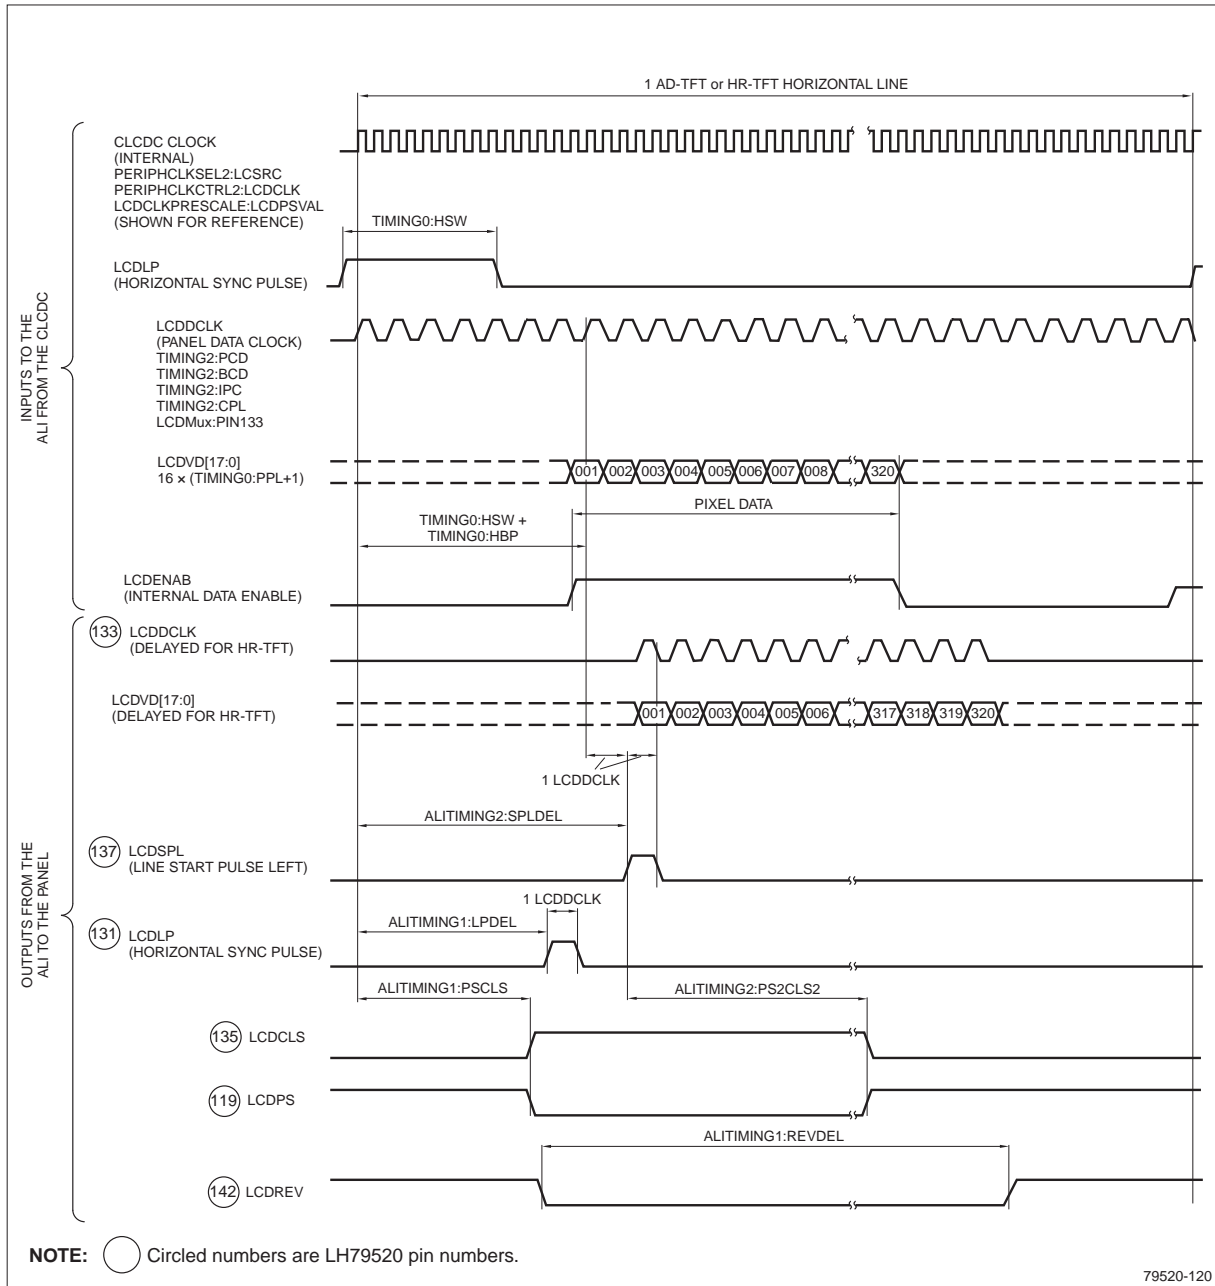 1 AD-TFT or HR-TFT HORIZONTAL LINE
INPUTS TO THE
ALI FROM THE CLCDC
CLCDC CLOCK
(INTERNAL)
PERIPHCLKSEL2:LCSRC
PERIPHCLKCTRL2:LCDCLK
LCDCLKPRESCALE:LCDPSVAL
(SHOWN FOR REFERENCE)
TIMING0:HSW
LCDLP
(HORIZONTAL SYNC PULSE)
LCDDCLK
(PANEL DATA CLOCK)
TIMING2:PCD
TIMING2:BCD
TIMING2:IPC
TIMING2:CPL
LCDMux:PIN133
LCDVD[17:0]
16 × (TIMING0:PPL+1)
001 002 003 004 005 006 007 008 320
PIXEL DATA
TIMING0:HSW +
TIMING0:HBP
LCDENAB
(INTERNAL DATA ENABLE)
OUTPUTS FROM THE
ALI TO THE PANEL
133 LCDDCLK
(DELAYED FOR HR-TFT)
LCDVD[17:0]
(DELAYED FOR HR-TFT)
001 002 003 004 005 006 317 318 319 320
1 LCDDCLK
ALITIMING2:SPLDEL
137 LCDSPL
(LINE START PULSE LEFT)
1 LCDDCLK
ALITIMING1:LPDEL
131 LCDLP
(HORIZONTAL SYNC PULSE)
ALITIMING1:PSCLS
ALITIMING2:PS2CLS2
135 LCDCLS
119 LCDPS
ALITIMING1:REVDEL
142 LCDREV
NOTE: Circled numbers are LH79520 pin numbers.
79520-120